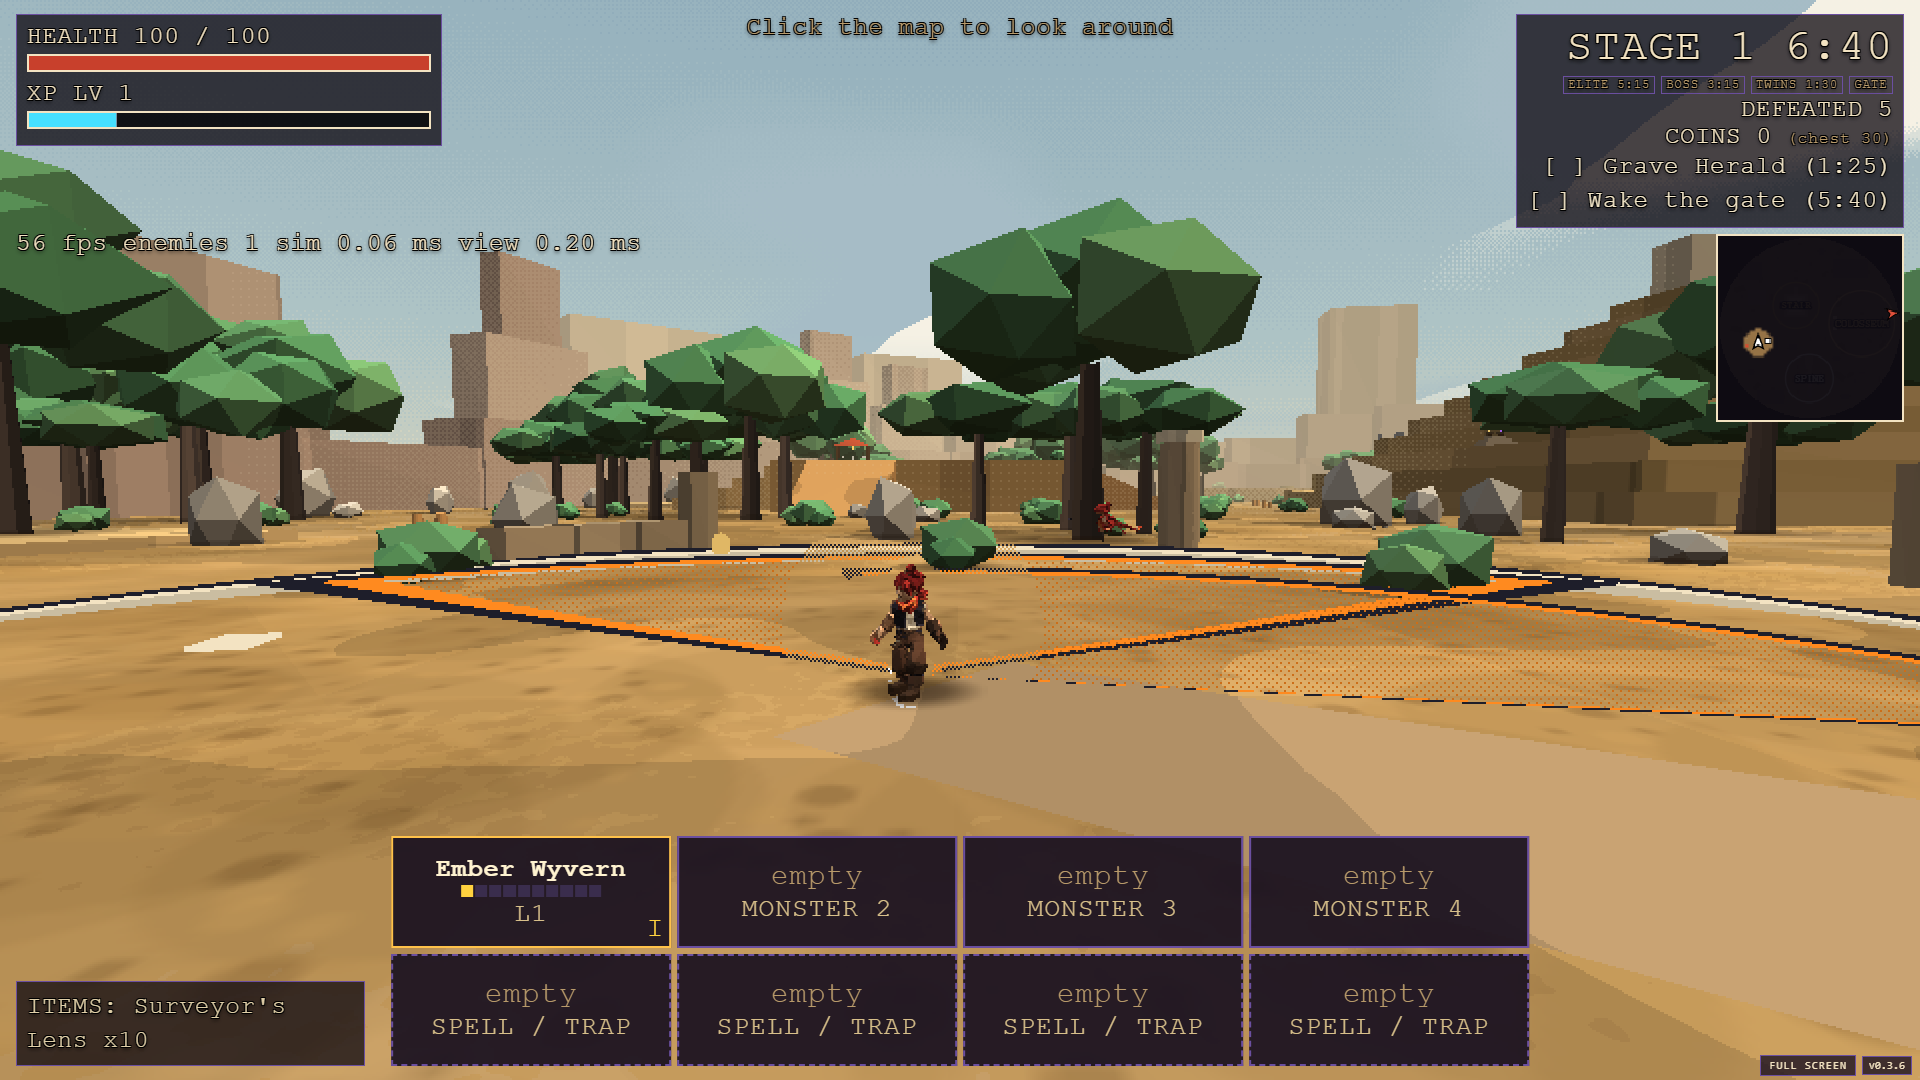 HEALTH 100 / 100
XP LV 1
Click the map to look around
STAGE 1 6:40
ELITE 5:15 BOSS 3:15 TWINS 1:30 GATE
DEFEATED 5
COINS 0 (chest 30)
[ ] Grave Herald (1:25)
[ ] Wake the gate (5:40)
56 fps enemies 1 sim 0.06 ms view 0.20 ms
Ember Wyvern
L1
I
empty
MONSTER 2
empty
MONSTER 3
empty
MONSTER 4
empty
SPELL / TRAP
empty
SPELL / TRAP
empty
SPELL / TRAP
empty
SPELL / TRAP
ITEMS: Surveyor's
Lens x10
FULL SCREEN
v0.3.6